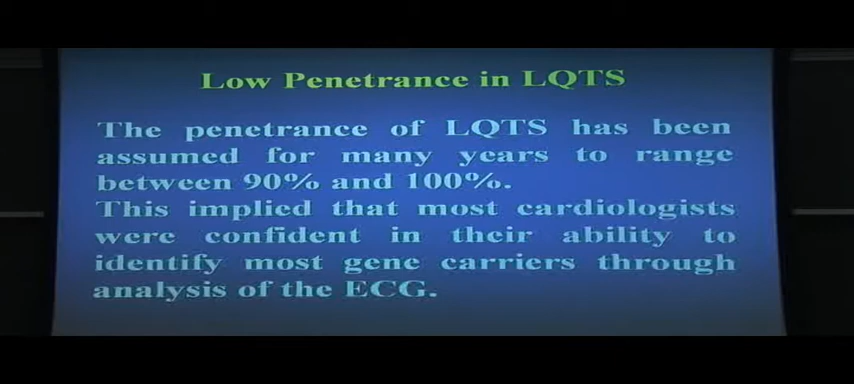 Low Penetrance in LQTS
The penetrance of LQTS has been
assumed for many years to range
between 90% and 100%.
This implied that most cardiologists
were confident in their ability to
identify most gene carriers through
analysis of the ECG.